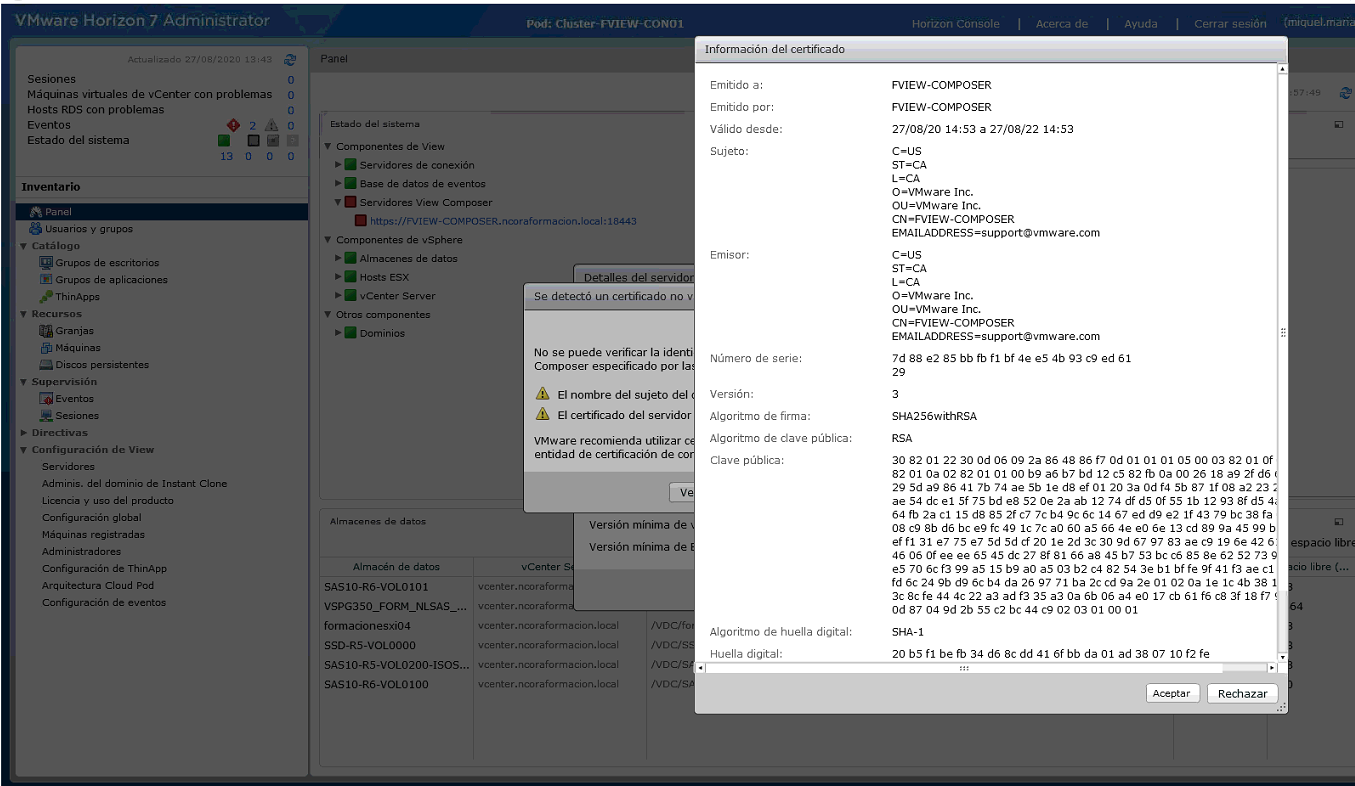 VMware Horizon 7 Administrator
Pod: Cluster-FVIEW-CON01
Horizon Console | Acerca de | Ayuda | Cerrar sesión (miquel.maria
Actualizado 27/08/2020 13:43
Sesiones 0
Máquinas virtuales de vCenter con problemas 0
Hosts RDS con problemas 0
Eventos 2 0
Estado del sistema
13 0 0 0
Inventario
Panel
Usuarios y grupos
Catálogo
Grupos de escritorios
Grupos de aplicaciones
ThinApps
Recursos
Granjas
Máquinas
Discos persistentes
Supervisión
Eventos
Sesiones
Directivas
Configuración de View
Servidores
Adminis. del dominio de Instant Clone
Licencia y uso del producto
Configuración global
Máquinas registradas
Administradores
Configuración de ThinApp
Arquitectura Cloud Pod
Configuración de eventos
Panel
:57:49
Estado del sistema
Componentes de View
Servidores de conexión
Base de datos de eventos
Servidores View Composer
https://FVIEW-COMPOSER.ncoraformacion.local:18443
Componentes de vSphere
Almacenes de datos
Hosts ESX
vCenter Server
Otros componentes
Dominios
Detalles del servidor
Se detectó un certificado no v
No se puede verificar la identi
Composer especificado por las
El nombre del sujeto del
El certificado del servidor
VMware recomienda utilizar ce
entidad de certificación de con
Ve
Versión mínima de v
Versión mínima de E
Almacenes de datos
Almacén de datos vCenter Se
SAS10-R6-VOL0101 vcenter.ncoraforma
VSPG350_FORM_NLSAS_... vcenter.ncoraforma
formacionesxi04 vcenter.ncoraformacion.local /VDC/for
SSD-R5-VOL0000 vcenter.ncoraformacion.local /VDC/SS
SAS10-R5-VOL0200-ISOS... vcenter.ncoraformacion.local /VDC/SA
SAS10-R6-VOL0100 vcenter.ncoraformacion.local /VDC/SA
espacio libre
acio libre (...
64
Información del certificado
Emitido a: FVIEW-COMPOSER
Emitido por: FVIEW-COMPOSER
Válido desde: 27/08/20 14:53 a 27/08/22 14:53
Sujeto: C=US
ST=CA
L=CA
O=VMware Inc.
OU=VMware Inc.
CN=FVIEW-COMPOSER
EMAILADDRESS=support@vmware.com
Emisor: C=US
ST=CA
L=CA
O=VMware Inc.
OU=VMware Inc.
CN=FVIEW-COMPOSER
EMAILADDRESS=support@vmware.com
Número de serie: 7d 88 e2 85 bb fb f1 bf 4e e5 4b 93 c9 ed 61
29
Versión: 3
Algoritmo de firma: SHA256withRSA
Algoritmo de clave pública: RSA
Clave pública: 30 82 01 22 30 0d 06 09 2a 86 48 86 f7 0d 01 01 01 05 00 03 82 01 0f
82 01 0a 02 82 01 01 00 b9 a6 b7 bd 12 c5 82 fb 0a 00 26 18 a9 2f d6
29 5d a9 86 41 7b 74 ae 5b 1e d8 ef 01 20 3a 0d f4 5b 87 1f 08 a2 23 2
ae 54 dc e1 5f 75 bd e8 52 0e 2a ab 12 74 df d5 0f 55 1b 12 93 8f d5 4
64 fb 2a c1 15 d8 85 2f c7 7c b4 9c 6c 14 67 ed d9 e2 1f 43 79 bc 38 fa
08 c9 8b d6 bc e9 fc 49 1c 7c a0 60 a5 66 4e e0 6e 13 cd 89 9a 45 99 b
ef f1 31 e7 75 e7 5d 5d cf 20 1e 2d 3c 30 9d 67 97 83 ae c9 19 6e 42 6
46 06 0f ee ee 65 45 dc 27 8f 81 66 a8 45 b7 53 bc c6 85 8e 62 52 73 9
e5 70 6c f3 99 a5 15 b9 a0 a5 03 b2 c4 82 54 3e b1 bf fe 9f 41 f3 ae c1
fd 6c 24 9b d9 6c b4 da 26 97 71 ba 2c cd 9a 2e 01 02 0a 1e 1c 4b 38 1
3c 8c fe 44 4c 22 a3 ad f3 35 a3 0a 6b 06 a4 e0 17 cb 61 f6 c8 3f 18 f7
0d 87 04 9d 2b 55 c2 bc 44 c9 02 03 01 00 01
Algoritmo de huella digital: SHA-1
Huella digital: 20 b5 f1 be fb 34 d6 8c dd 41 6f bb da 01 ad 38 07 10 f2 fe
Aceptar Rechazar